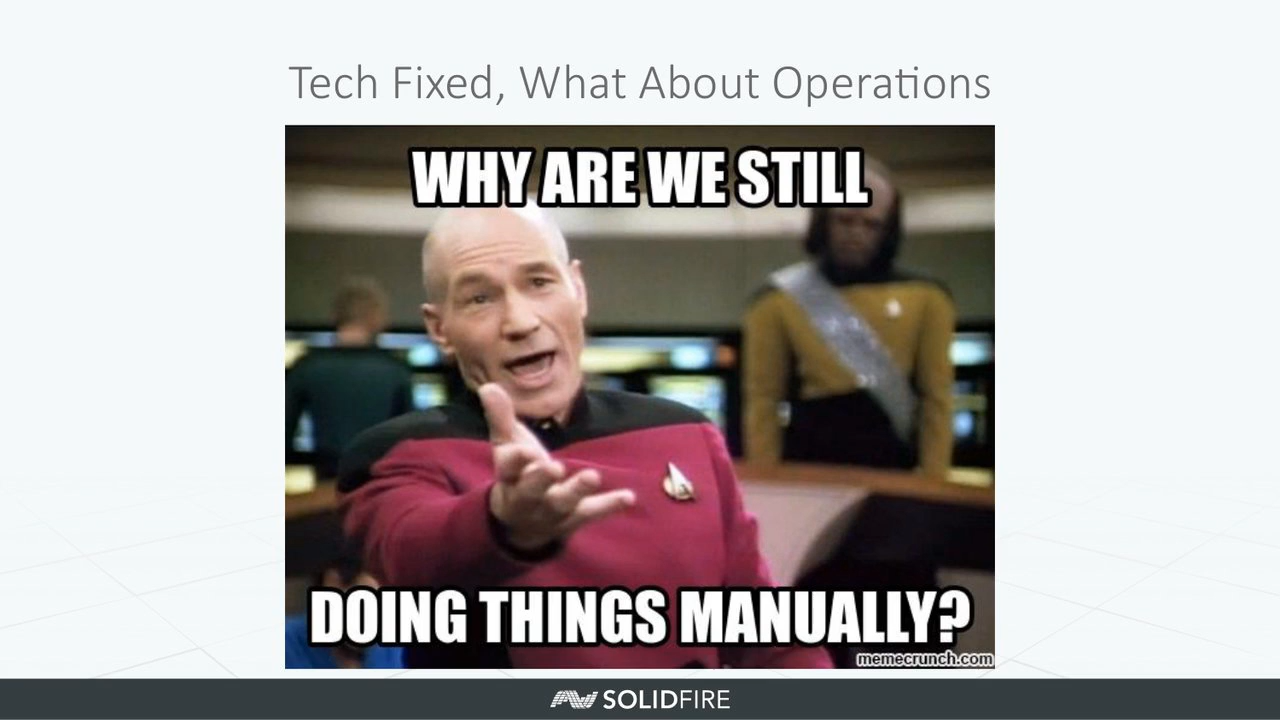 Tech Fixed, What About Operations
WHY ARE WE STILL
DOING THINGS MANUALLY?
memecrunch.com
SOLIDFIRE